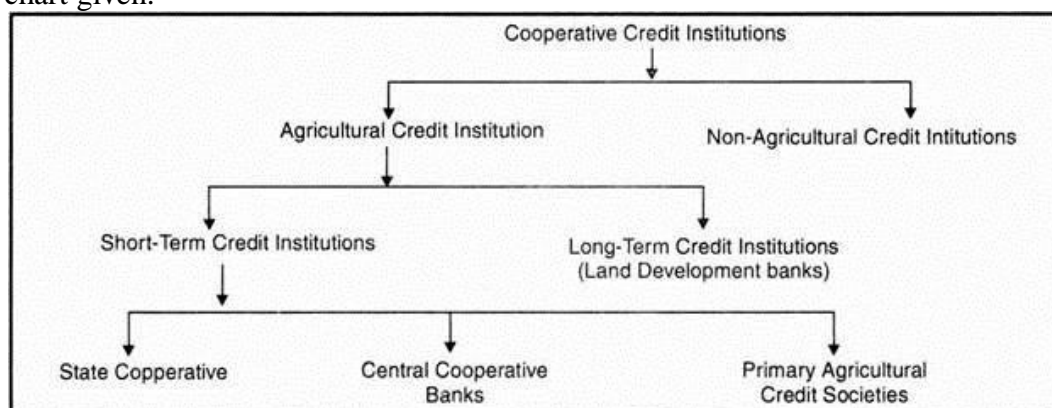 chart given:
Cooperative Credit Institutions
Agricultural Credit Institution
Non-Agricultural Credit Intitutions
Short-Term Credit Institutions
Long-Term Credit Institutions
(Land Development banks)
State Copperative
Central Cooperative
Banks
Primary Agricultural
Credit Societies